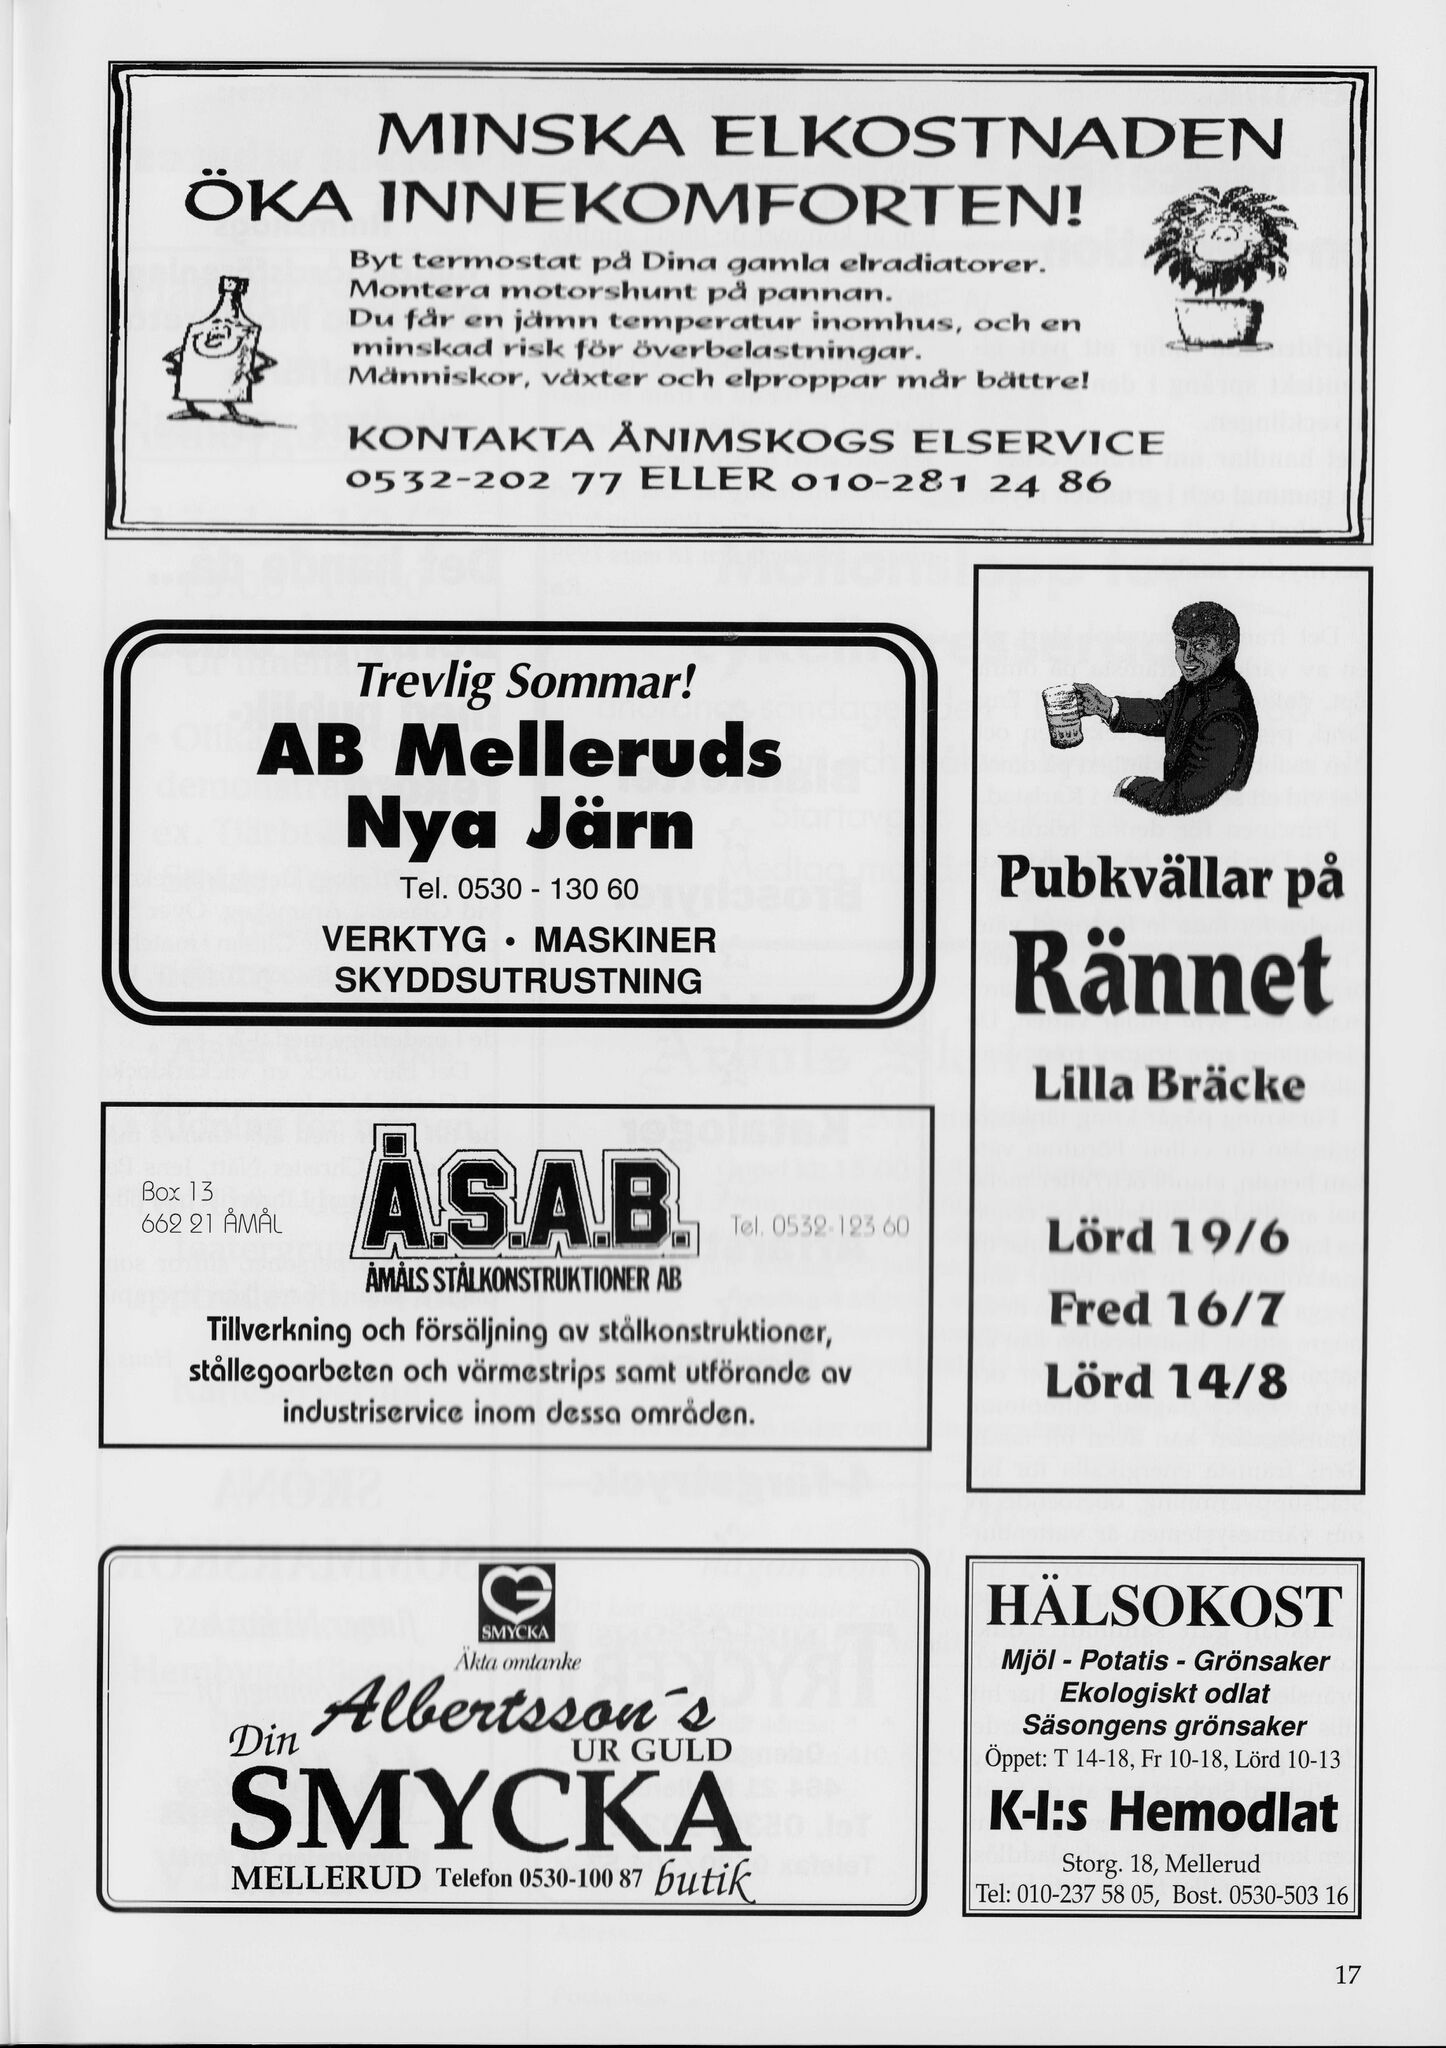 MINSKA ELKOSTNADEN
ÖKA INNEKOMFORTEN!
Byt termostat på Dina gamla elradiatorer.
Montera motorshunt på pannan.
Du får en jämn temperatur inomhus, och en
minskad risk för överbelastningar.
Människor, växter och elproppar mår bättre!
KONTAKTA ÅNIMSKOGS ELSERVICE
0532-202 77 ELLER 010-281 24 86
Trevlig Sommar!
AB Melleruds
Nya Järn
Tel. 0530 - 130 60
VERKTYG • MASKINER
SKYDDSUTRUSTNING
Pubkvällar på
Rännet
Lilla Bräcke
Lörd 19/6
Fred 16/7
Lörd 14/8
Box 13
662 21 ÅMÅL
Å.S.A.B.
Tel. 0532-123 60
ÅMÅLS STÅLKONSTRUKTIONER AB
Tillverkning och försäljning av stålkonstruktioner,
stållegoarbeten och värmestrips samt utförande av
industriservice inom dessa områden.
SMYCKA
Äkta omtanke
Albertsson´s
Din
UR GULD
SMYCKA
MELLERUD Telefon 0530-100 87 butik
HÄLSOKOST
Mjöl - Potatis - Grönsaker
Ekologiskt odlat
Säsongens grönsaker
Öppet: T 14-18, Fr 10-18, Lörd 10-13
K-I:s Hemodlat
Storg. 18, Mellerud
Tel: 010-237 58 05, Bost. 0530-503 16
17